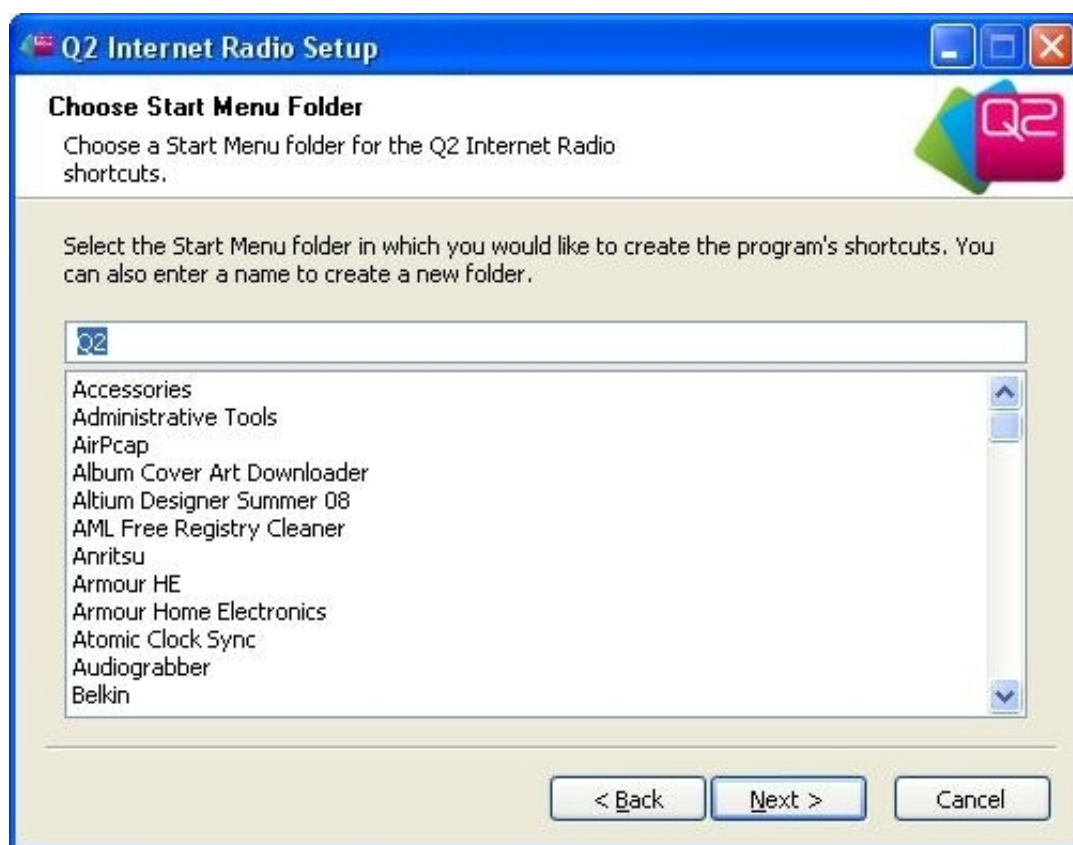 Q2 Internet Radio Setup
Choose Start Menu Folder
Choose a Start Menu folder for the Q2 Internet Radio
shortcuts.
Q2
Select the Start Menu folder in which you would like to create the program's shortcuts. You
can also enter a name to create a new folder.
Q2
Accessories
Administrative Tools
AirPcap
Album Cover Art Downloader
Altium Designer Summer 08
AML Free Registry Cleaner
Anritsu
Armour HE
Armour Home Electronics
Atomic Clock Sync
Audiograbber
Belkin
< Back Next > Cancel